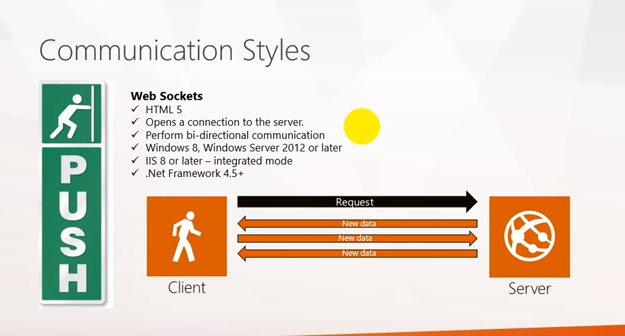 Communication Styles
PUSH
Web Sockets
✓ HTML 5
✓ Opens a connection to the server.
✓ Perform bi-directional communication
✓ Windows 8, Windows Server 2012 or later
✓ IIS 8 or later – integrated mode
✓ .Net Framework 4.5+
Request
New data
New data
New data
Client
Server